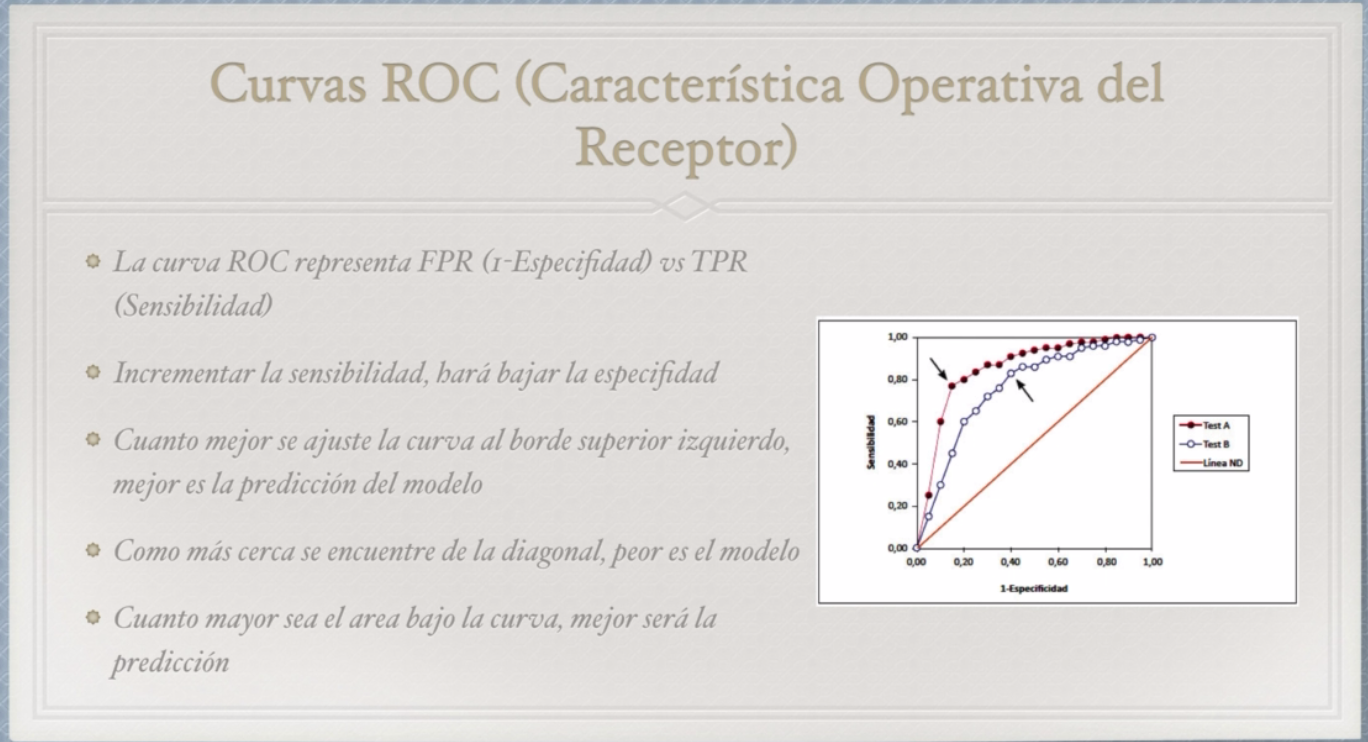 Curvas ROC (Característica Operativa del
Receptor)
La curva ROC representa FPR (1-Especifidad) vs TPR
(Sensibilidad)
Incrementar la sensibilidad, hará bajar la especifidad
Cuanto mejor se ajuste la curva al borde superior izquierdo,
mejor es la predicción del modelo
Como más cerca se encuentre de la diagonal, peor es el modelo
Cuanto mayor sea el area bajo la curva, mejor será la
predicción
1,00
0,80
0,60
0,40
0,20
0,00
Sensibilidad
0,00 0,20 0,40 0,60 0,80 1,00
1-Especificidad
Test A
Test B
Línea ND